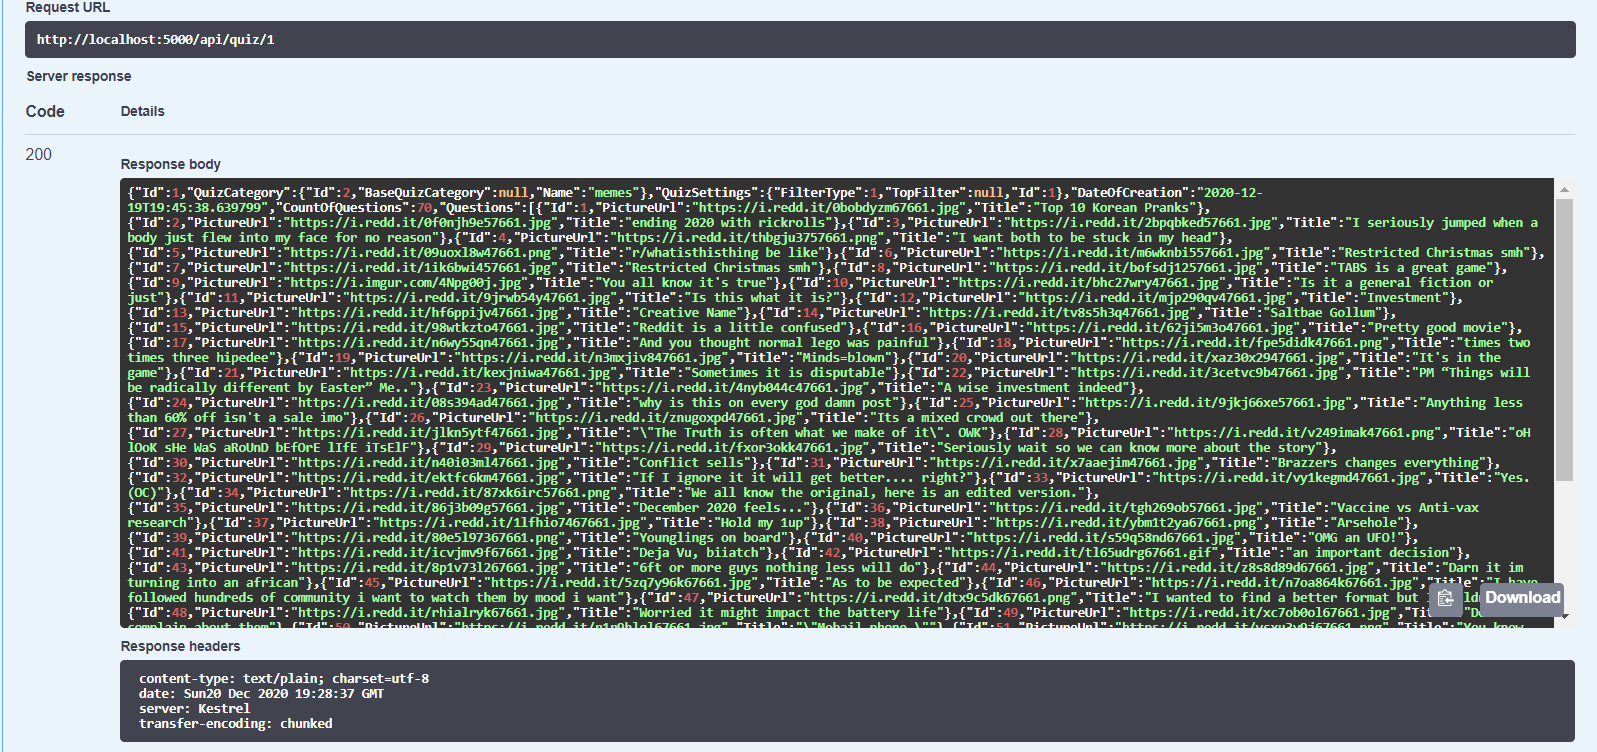 Request URL
http://localhost:5000/api/quiz/1
Server response
Code Details
200
Response body
{"Id":1,"QuizCategory":{"Id":2,"BaseQuizCategory":null,"Name":"memes"},"QuizSettings":{"FilterType":1,"TopFilter":null,"Id":1},"DateOfCreation":"2020-12-
19T19:45:38.639799","CountOfQuestions":70,"Questions":[{"Id":1,"PictureUrl":"https://i.redd.it/0bobdyzm67661.jpg","Title":"Top 10 Korean Pranks"},
{"Id":2,"PictureUrl":"https://i.redd.it/0f0njh9e57661.jpg","Title":"ending 2020 with rickrolls"},{"Id":3,"PictureUrl":"https://i.redd.it/2bpqbked57661.jpg","Title":"I seriously jumped when a
body just flew into my face for no reason"},{"Id":4,"PictureUrl":"https://i.redd.it/thbgju3757661.png","Title":"I want both to be stuck in my head"},
{"Id":5,"PictureUrl":"https://i.redd.it/09uoxl8w47661.png","Title":"r/whatisthisthing be like"},{"Id":6,"PictureUrl":"https://i.redd.it/m6wknbi557661.jpg","Title":"Restricted Christmas smh"},
{"Id":7,"PictureUrl":"https://i.redd.it/1ik6bwi457661.jpg","Title":"Restricted Christmas smh"},{"Id":8,"PictureUrl":"https://i.redd.it/bofsdj1257661.jpg","Title":"TABS is a great game"},
{"Id":9,"PictureUrl":"https://i.imgur.com/4Npg00j.jpg","Title":"You all know it's true"},{"Id":10,"PictureUrl":"https://i.redd.it/bhc27wry47661.jpg","Title":"Is it a general fiction or
just"},{"Id":11,"PictureUrl":"https://i.redd.it/9jrwb54y47661.jpg","Title":"Is this what it is?"},{"Id":12,"PictureUrl":"https://i.redd.it/mjp290qv47661.jpg","Title":"Investment"},
{"Id":13,"PictureUrl":"https://i.redd.it/hf6ppijv47661.jpg","Title":"Creative Name"},{"Id":14,"PictureUrl":"https://i.redd.it/tv8s5h3q47661.jpg","Title":"Saltbae Gollum"},
{"Id":15,"PictureUrl":"https://i.redd.it/98wtkzto47661.jpg","Title":"Reddit is a little confused"},{"Id":16,"PictureUrl":"https://i.redd.it/62ji5m3o47661.jpg","Title":"Pretty good movie"},
{"Id":17,"PictureUrl":"https://i.redd.it/n6wy55qn47661.jpg","Title":"And you thought normal lego was painful"},{"Id":18,"PictureUrl":"https://i.redd.it/fpe5didk47661.png","Title":"times two
times three hipedee"},{"Id":19,"PictureUrl":"https://i.redd.it/n3mxjiv847661.jpg","Title":"Minds=blown"},{"Id":20,"PictureUrl":"https://i.redd.it/xaz30x2947661.jpg","Title":"It's in the
game"},{"Id":21,"PictureUrl":"https://i.redd.it/kexjniwa47661.jpg","Title":"Sometimes it is disputable"},{"Id":22,"PictureUrl":"https://i.redd.it/3cetvc9b47661.jpg","Title":"PM “Things will
be radically different by Easter” Me.."},{"Id":23,"PictureUrl":"https://i.redd.it/4nyb044c47661.jpg","Title":"A wise investment indeed"},
{"Id":24,"PictureUrl":"https://i.redd.it/08s394ad47661.jpg","Title":"why is this on every god damn post"},{"Id":25,"PictureUrl":"https://i.redd.it/9jkj66xe57661.jpg","Title":"Anything less
than 60% off isn't a sale imo"},{"Id":26,"PictureUrl":"https://i.redd.it/znugoxpd47661.jpg","Title":"Its a mixed crowd out there"},
{"Id":27,"PictureUrl":"https://i.redd.it/jlkn5ytf47661.jpg","Title":"\"The Truth is often what we make of it\". OWK"},{"Id":28,"PictureUrl":"https://i.redd.it/v249imak47661.png","Title":"oH
lOoK sHe WaS aRoUnD bEfOrE lIfE iTsElF"},{"Id":29,"PictureUrl":"https://i.redd.it/fxor3okk47661.jpg","Title":"Seriously wait so we can know more about the story"},
{"Id":30,"PictureUrl":"https://i.redd.it/n40i03ml47661.jpg","Title":"Conflict sells"},{"Id":31,"PictureUrl":"https://i.redd.it/x7aaejim47661.jpg","Title":"Brazzers changes everything"},
{"Id":32,"PictureUrl":"https://i.redd.it/ektfc6km47661.jpg","Title":"If I ignore it it will get better.... right?"},{"Id":33,"PictureUrl":"https://i.redd.it/vy1kegmd47661.jpg","Title":"Yes.
(OC)"},{"Id":34,"PictureUrl":"https://i.redd.it/87xk6irc57661.png","Title":"We all know the original, here is an edited version."},
{"Id":35,"PictureUrl":"https://i.redd.it/86j3b09g57661.jpg","Title":"December 2020 feels..."},{"Id":36,"PictureUrl":"https://i.redd.it/tgh269ob57661.jpg","Title":"Vaccine vs Anti-vax
research"},{"Id":37,"PictureUrl":"https://i.redd.it/1lfhio7467661.jpg","Title":"Hold my 1up"},{"Id":38,"PictureUrl":"https://i.redd.it/ybm1t2ya67661.png","Title":"Arsehole"},
{"Id":39,"PictureUrl":"https://i.redd.it/80e5l97367661.png","Title":"Younglings on board"},{"Id":40,"PictureUrl":"https://i.redd.it/s59q58nd67661.jpg","Title":"OMG an UFO!"},
{"Id":41,"PictureUrl":"https://i.redd.it/icvjmv9f67661.jpg","Title":"Deja Vu, biiatch"},{"Id":42,"PictureUrl":"https://i.redd.it/tl65udrg67661.gif","Title":"an important decision"},
{"Id":43,"PictureUrl":"https://i.redd.it/8p1v73l267661.jpg","Title":"6ft or more guys nothing less will do"},{"Id":44,"PictureUrl":"https://i.redd.it/z8s8d89d67661.jpg","Title":"Darn it im
turning into an african"},{"Id":45,"PictureUrl":"https://i.redd.it/5zq7y96k67661.jpg","Title":"As to be expected"},{"Id":46,"PictureUrl":"https://i.redd.it/n7oa864k67661.jpg","Title":"I have
followed hundreds of community i want to watch them by mood i want"},{"Id":47,"PictureUrl":"https://i.redd.it/dtx9c5dk67661.png","Title":"I wanted to find a better format but I
{"Id":48,"PictureUrl":"https://i.redd.it/rhialryk67661.jpg","Title":"Worried it might impact the battery life"},{"Id":49,"PictureUrl":"https://i.redd.it/xc7ob0ol67661.jpg",
complain about them"},{"Id":50,"PictureUrl":"https://i.redd.it/ "Title":"\"Mobail phone \""},{"Id":51,"PictureUrl":"https://i.redd.it/ "Title":"You know
Download
Response headers
content-type: text/plain; charset=utf-8
date: Sun20 Dec 2020 19:28:37 GMT
server: Kestrel
transfer-encoding: chunked